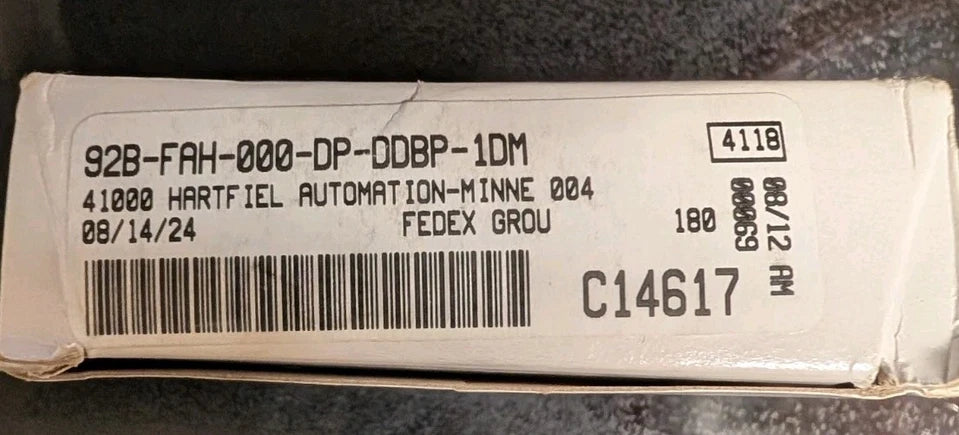 92B-FAH-000-DP-DDBP-1DM
4118
41000 HARTFIEL AUTOMATION-MINNE 004
08/14/24 FEDEX GROU 180
08/12 AM
00069
C14617